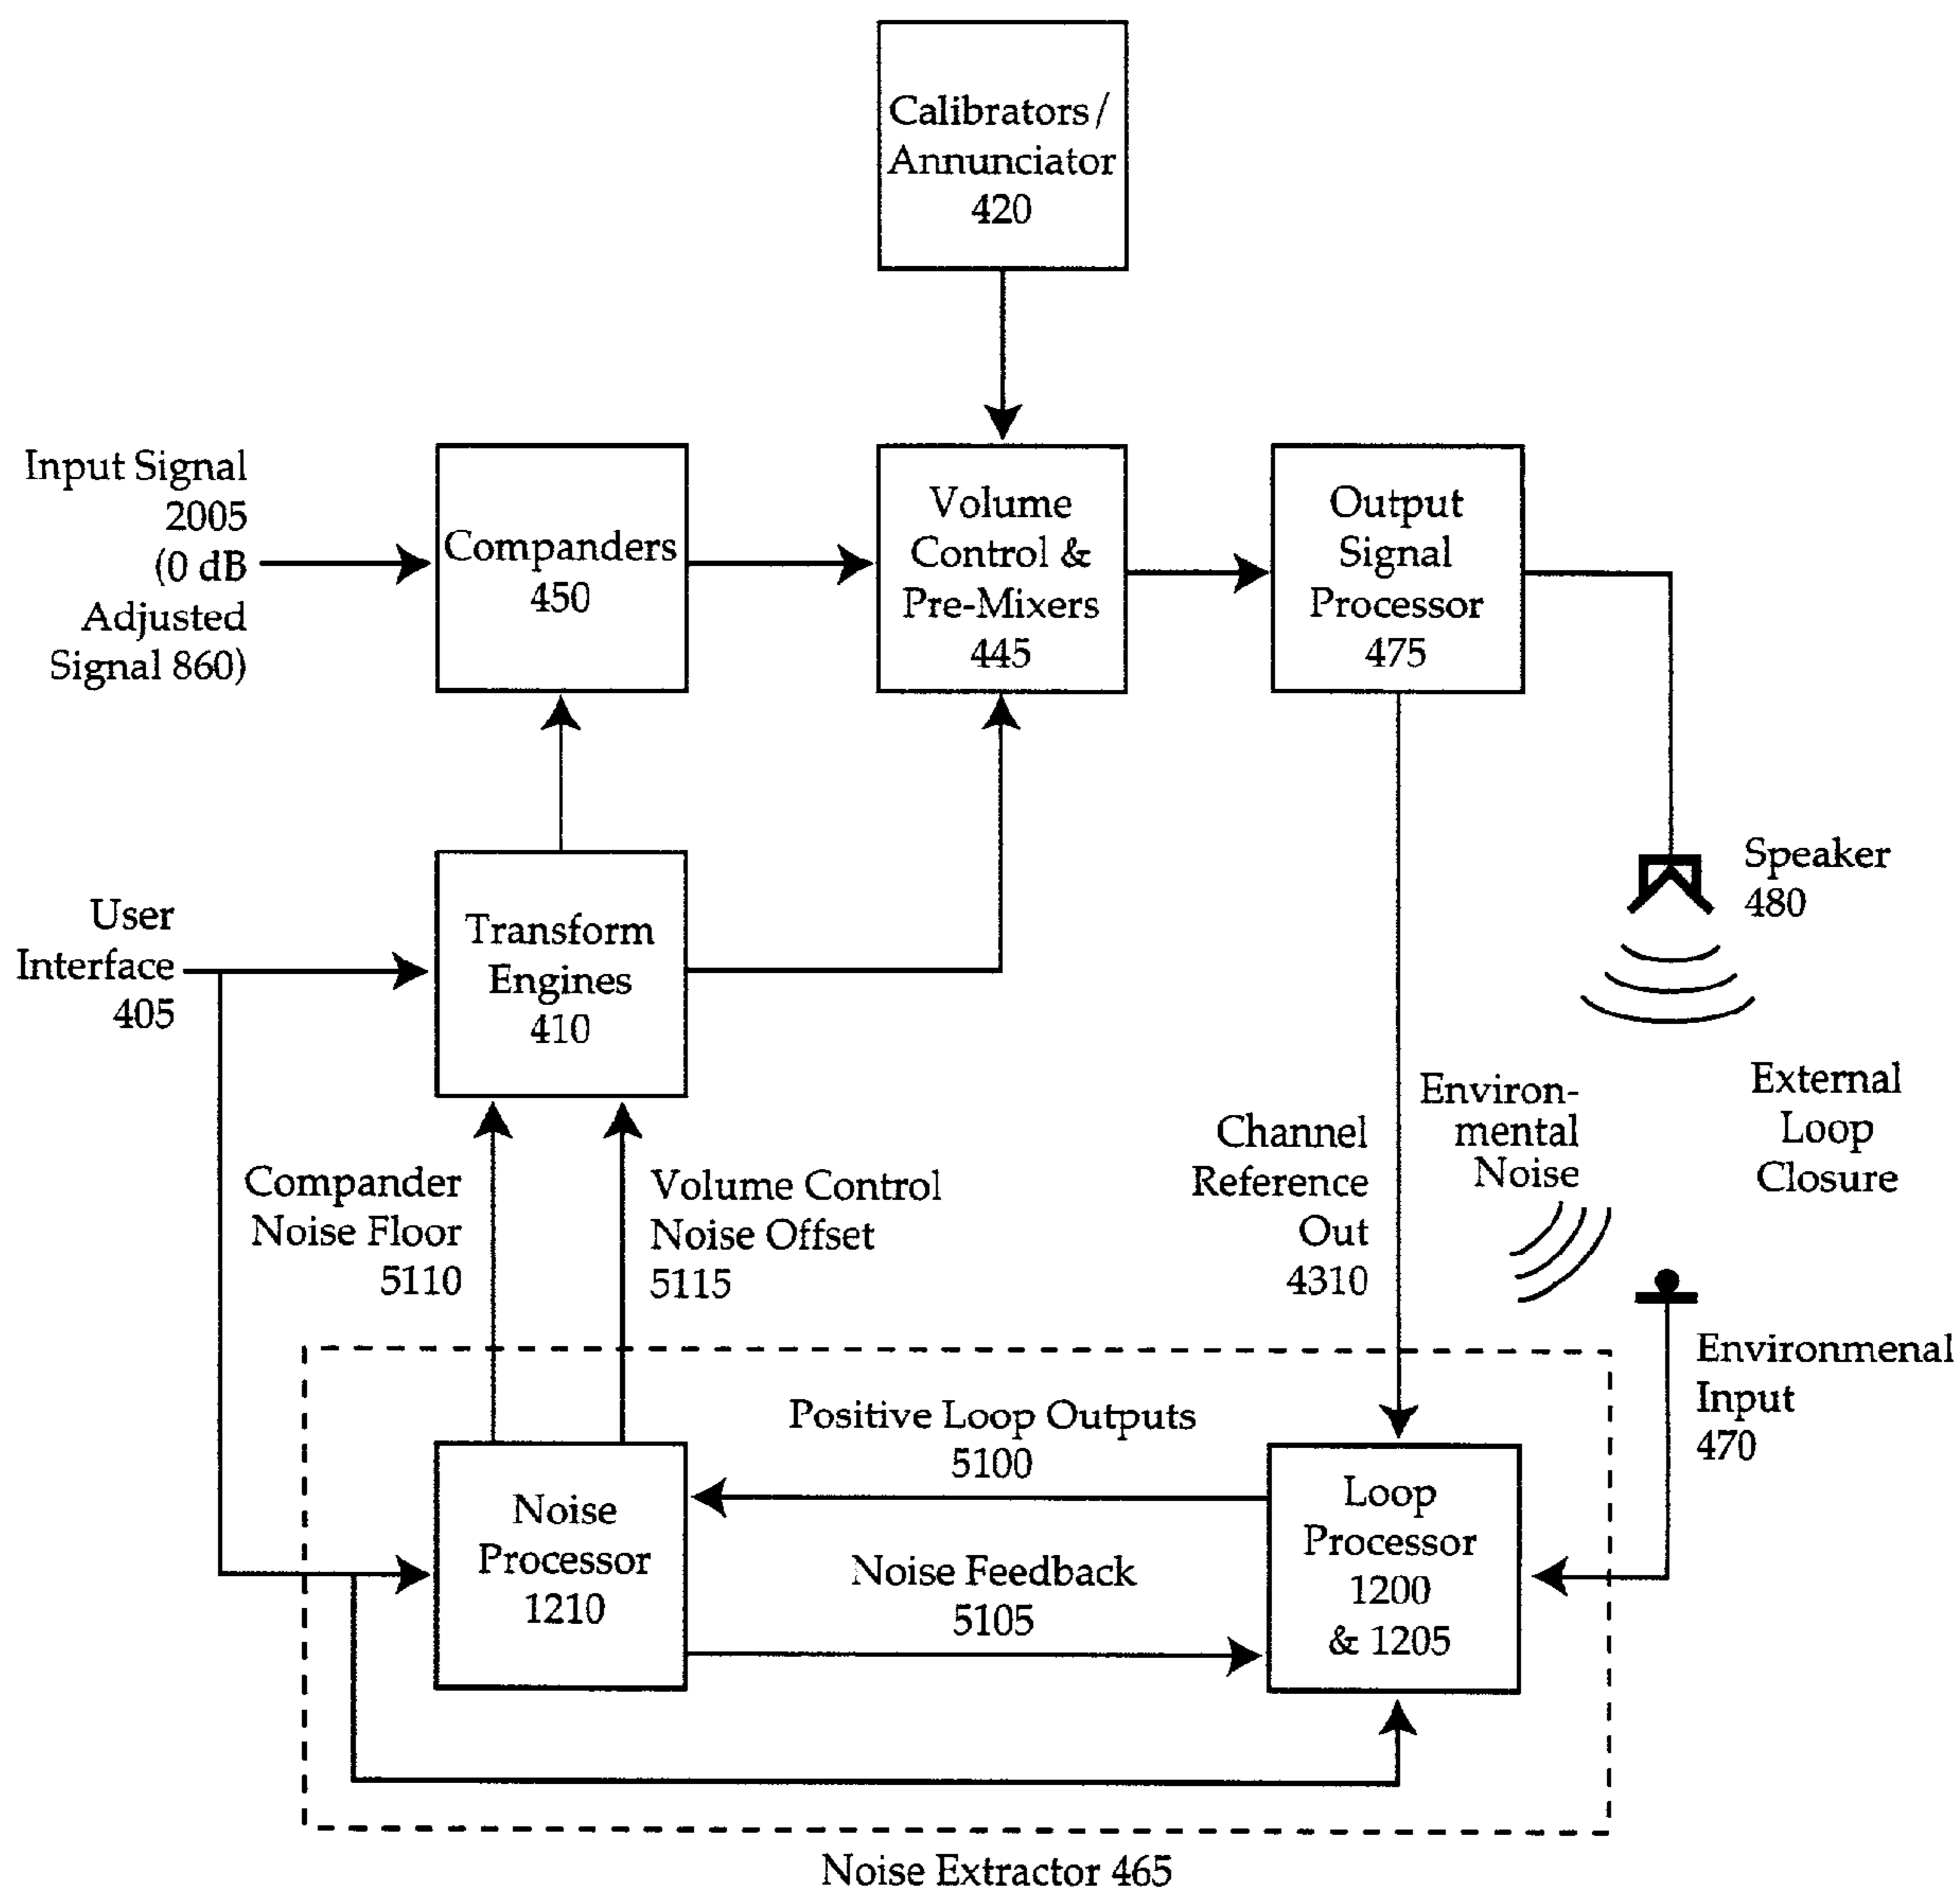 Calibrators/
Annunciator
420
Input Signal
2005
(0 dB
Adjusted
Signal 860)
Companders
450
Volume
Control &
Pre-Mixers
445
Output
Signal
Processor
475
Speaker
480
User
Interface
405
Transform
Engines
410
External
Loop
Closure
Environ-
mental
Noise
Channel
Reference
Out
4310
Compander
Noise Floor
5110
Volume Control
Noise Offset
5115
Environmenal
Input
470
Positive Loop Outputs
5100
Noise
Processor
1210
Noise Feedback
5105
Loop
Processor
1200
& 1205
Noise Extractor 465